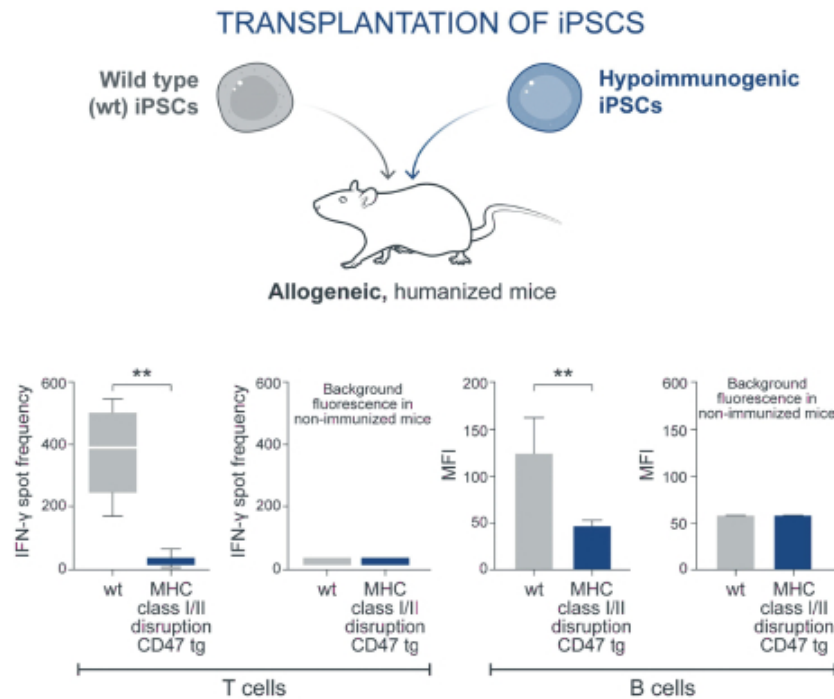 TRANSPLANTATION OF iPSCS
Wild type
(wt) iPSCs
Hypoimmunogenic
iPSCs
Allogeneic, humanized mice
IFN-γ spot frequency
600
400
200
0
**
wt
MHC
class I/II
disruption
CD47 tg
IFN-γ spot frequency
600
400
200
0
Background
fluorescence in
non-immunized mice
wt
MHC
class I/II
disruption
CD47 tg
T cells
MFI
200
150
100
50
0
**
wt
MHC
class I/II
disruption
CD47 tg
MFI
600
150
100
50
0
Background
fluorescence in
non-immunized mice
wt
MHC
class I/II
disruption
CD47 tg
B cells